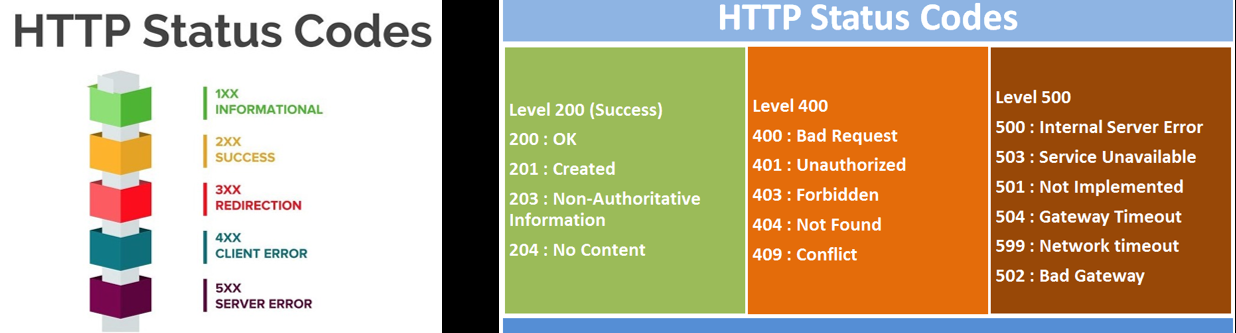 HTTP Status Codes
1XX
INFORMATIONAL
2XX
SUCCESS
3XX
REDIRECTION
4XX
CLIENT ERROR
5XX
SERVER ERROR
HTTP Status Codes
Level 200 (Success)
200 : OK
201 : Created
203 : Non-Authoritative
Information
204 : No Content
Level 400
400 : Bad Request
401 : Unauthorized
403 : Forbidden
404 : Not Found
409 : Conflict
Level 500
500 : Internal Server Error
503 : Service Unavailable
501 : Not Implemented
504 : Gateway Timeout
599 : Network timeout
502 : Bad Gateway